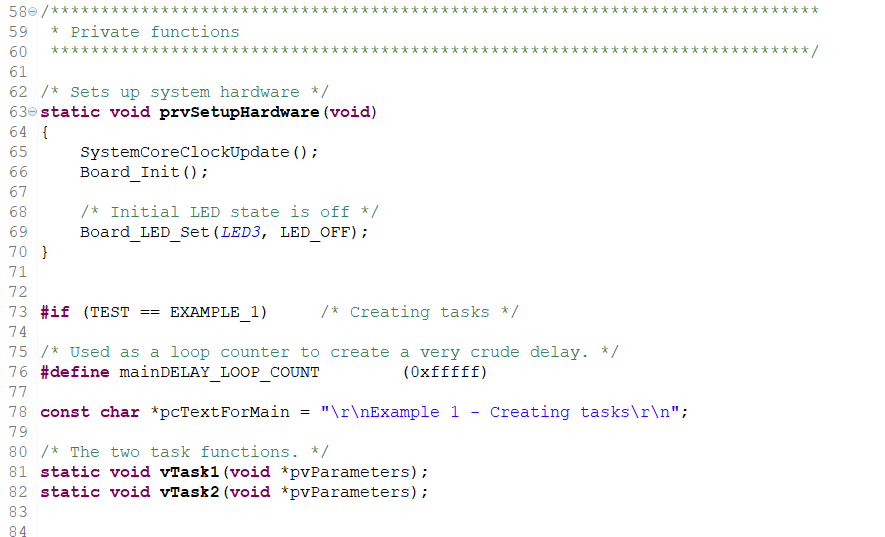 58 /*****************************************************************************
59  * Private functions
60  ****************************************************************************/
61
62 /* Sets up system hardware */
63 static void prvSetupHardware(void)
64 {
65     SystemCoreClockUpdate();
66     Board_Init();
67
68     /* Initial LED state is off */
69     Board_LED_Set(LED3, LED_OFF);
70 }
71
72
73 #if (TEST == EXAMPLE_1)     /* Creating tasks */
74
75 /* Used as a loop counter to create a very crude delay. */
76 #define mainDELAY_LOOP_COUNT        (0xfffff)
77
78 const char *pcTextForMain = "\r\nExample 1 - Creating tasks\r\n";
79
80 /* The two task functions. */
81 static void vTask1(void *pvParameters);
82 static void vTask2(void *pvParameters);
83
84